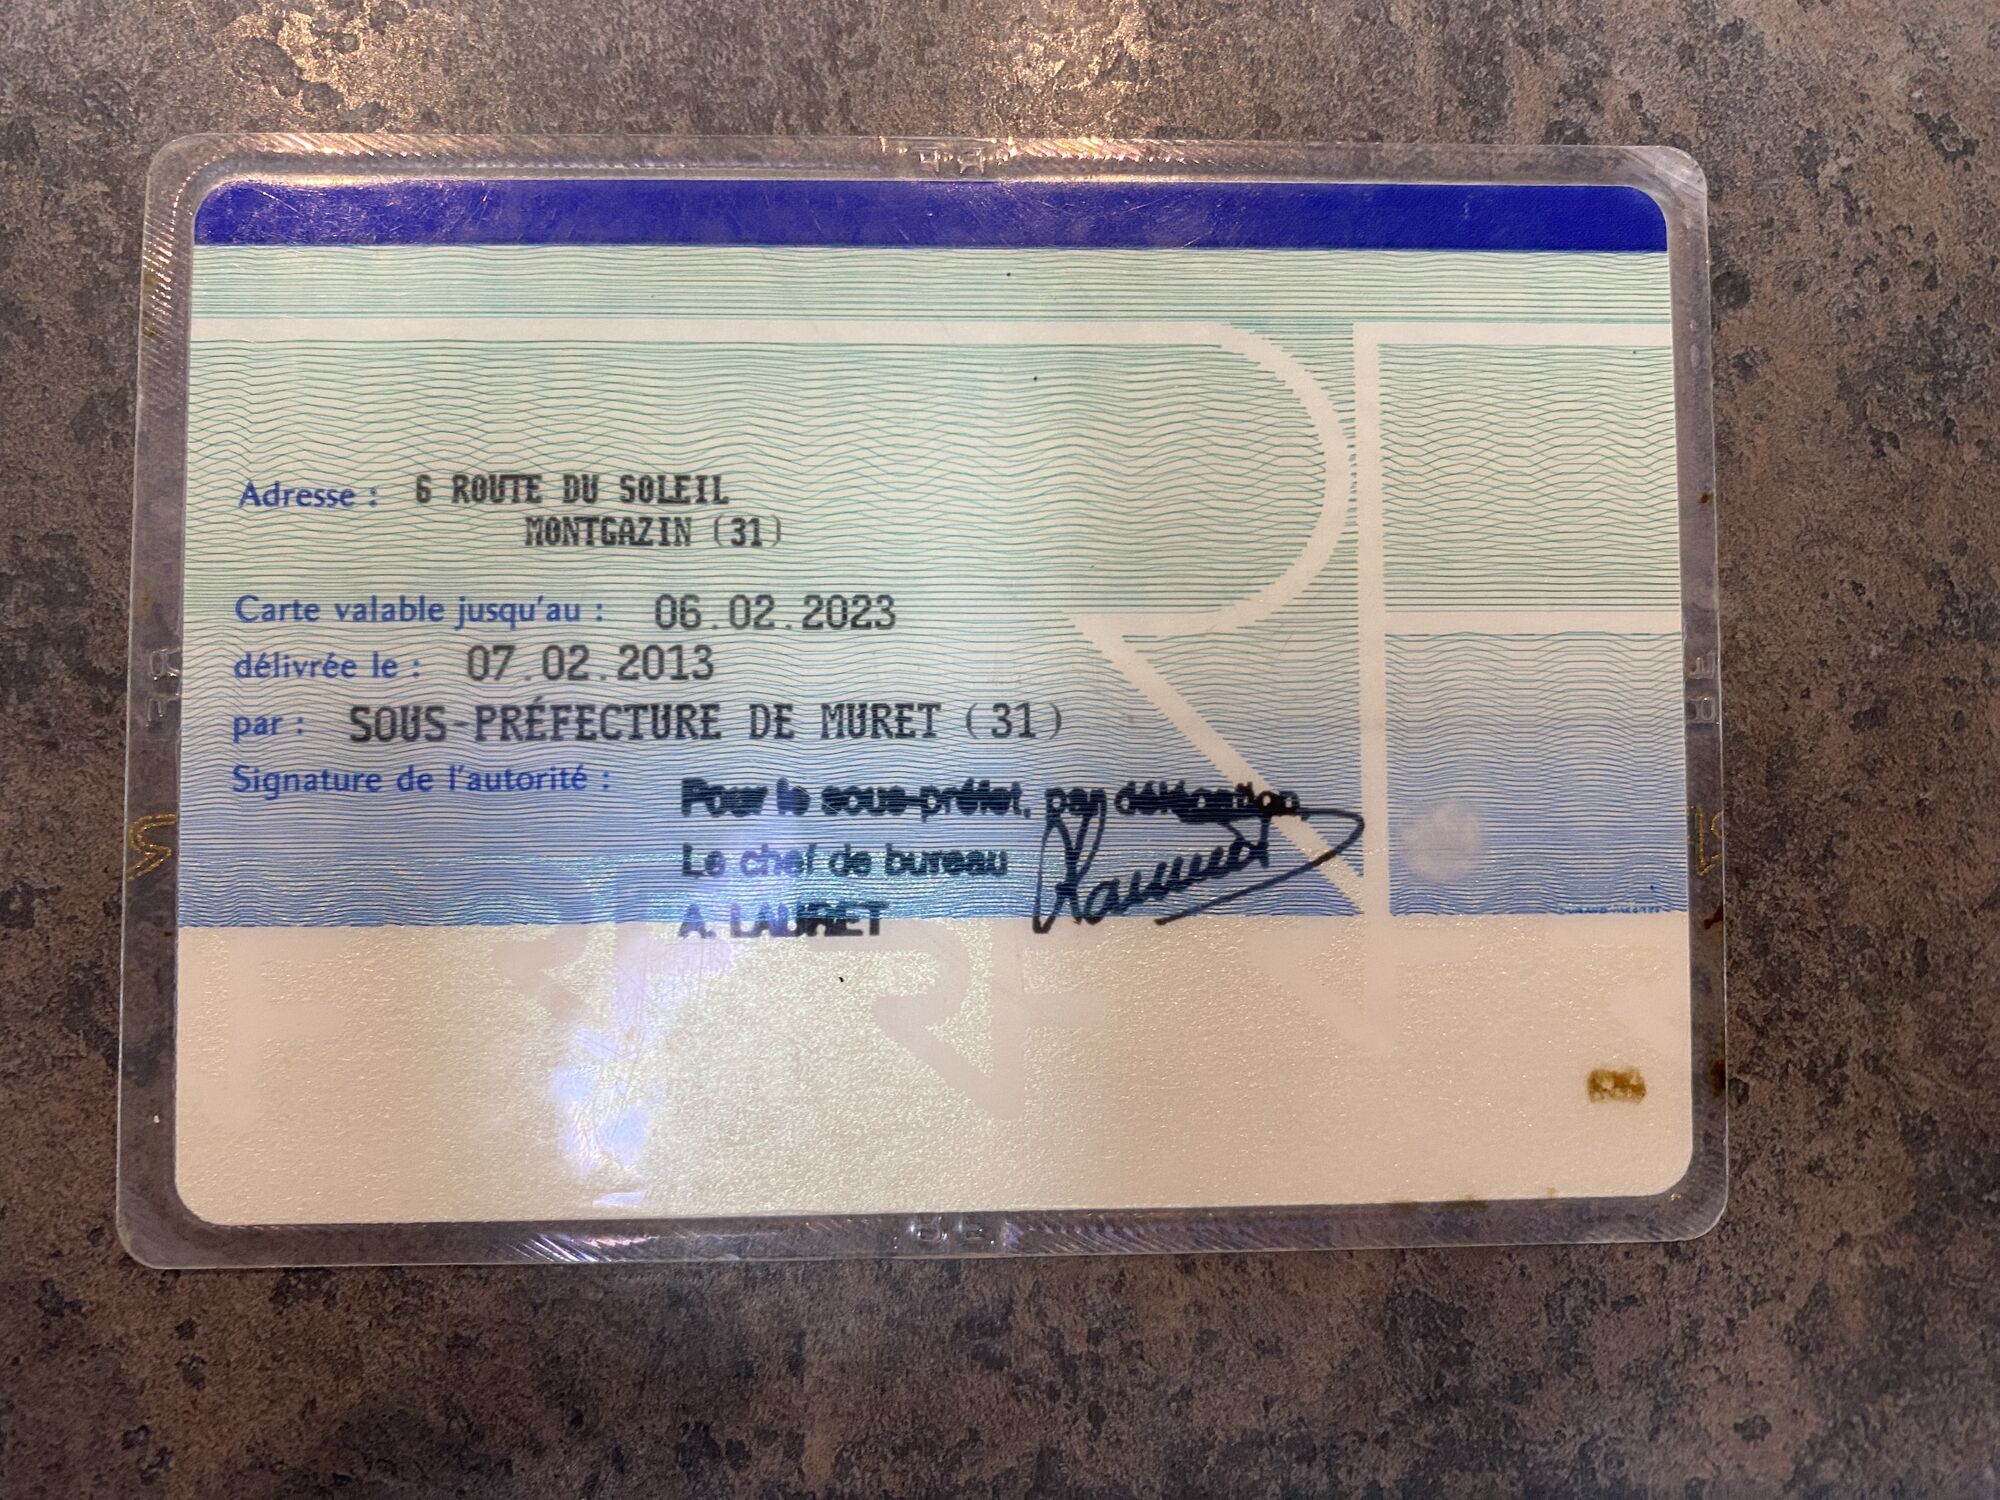 Adresse : 6 ROUTE DU SOLEIL
MONTGAZIN (31)
Carte valable jusqu'au : 06.02.2023
délivrée le : 07.02.2013
par : SOUS-PRÉFECTURE DE MURET (31)
Signature de l'autorité :
Pour le sous-préfet, par délégation,
Le chef de bureau
A. LAURET
RF